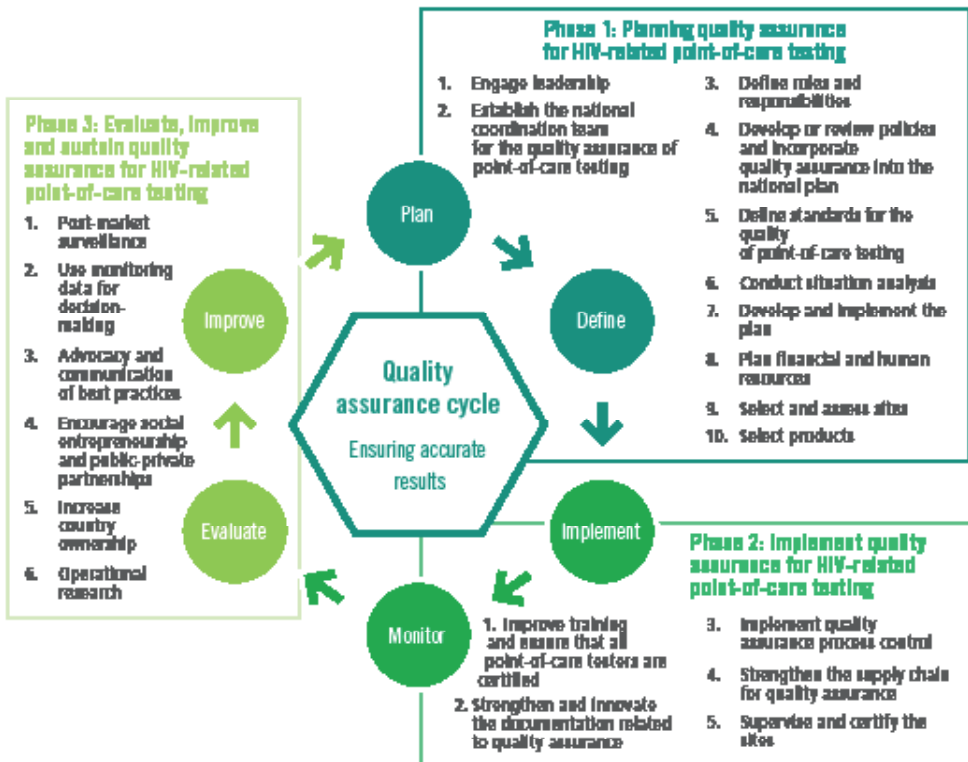 Phase 1: Planning quality assurance
for HIV-related point-of-care testing
1. Engage leadership
2. Establish the national
coordination team
for the quality assurance of
point-of-care testing
3. Define roles and
responsibilities
4. Develop or review policies
and incorporate
quality assurance into the
national plan
5. Define standards for the
quality
of point-of-care testing
6. Conduct situation analysis
7. Develop and implement the
plan
8. Plan financial and human
resources
9. Select and assess sites
10. Select products
Phase 3: Evaluate, improve
and sustain quality
assurance for HIV-related
point-of-care testing
1. Post-market
surveillance
2. Use monitoring
data for
decision-
making
3. Advocacy and
communication
of best practices
4. Encourage social
entrepreneurship
and public-private
partnerships
5. Increase
country
ownership
6. Operational
research
Plan
Define
Implement
Monitor
Evaluate
Improve
Quality
assurance cycle
Ensuring accurate
results
Phase 2: Implement quality
assurance for HIV-related
point-of-care testing
1. Improve training
and ensure that all
point-of-care testers are
certified
2. Strengthen and innovate
the documentation related
to quality assurance
3. Implement quality
assurance process control
4. Strengthen the supply chain
for quality assurance
5. Supervise and certify the
sites